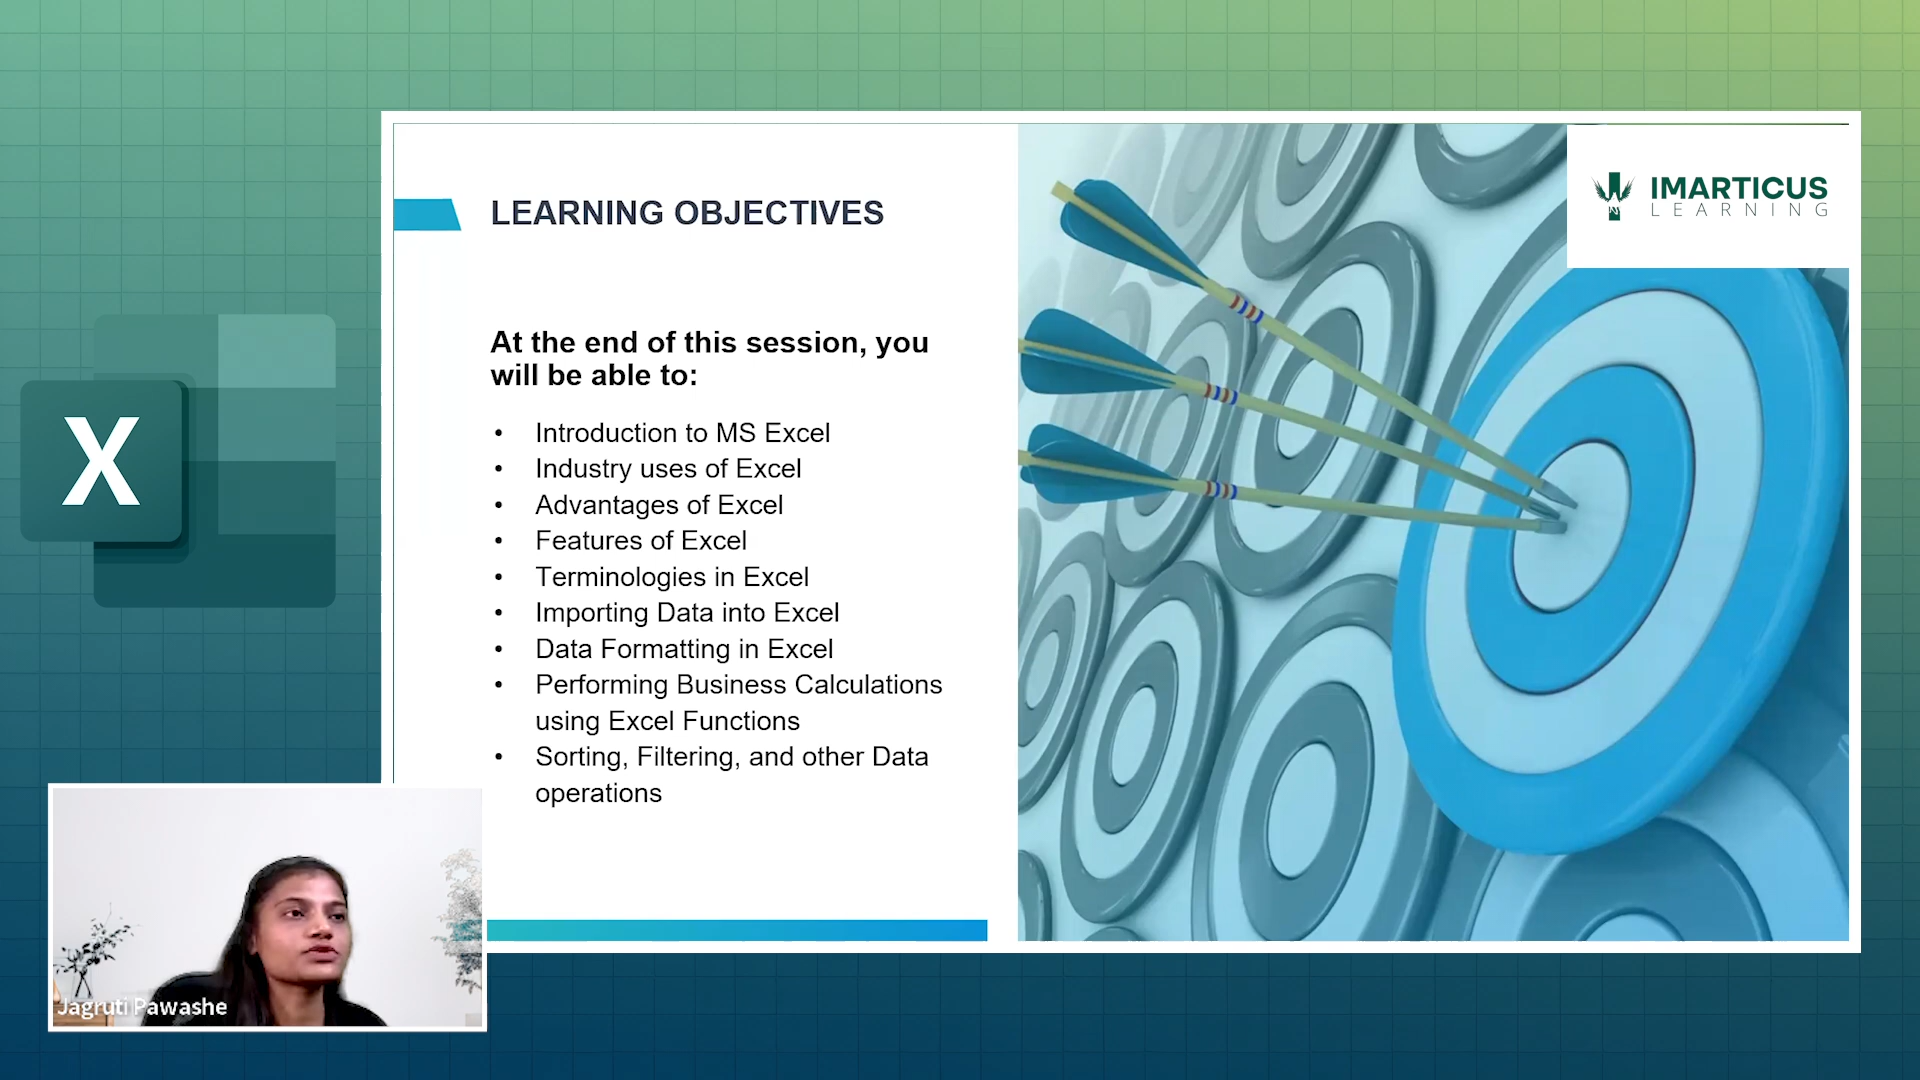 IMARTICUS
LEARNING
LEARNING OBJECTIVES
At the end of this session, you
will be able to:
• Introduction to MS Excel
• Industry uses of Excel
• Advantages of Excel
• Features of Excel
• Terminologies in Excel
• Importing Data into Excel
• Data Formatting in Excel
• Performing Business Calculations
using Excel Functions
• Sorting, Filtering, and other Data
operations
X
Jagruti Pawashe